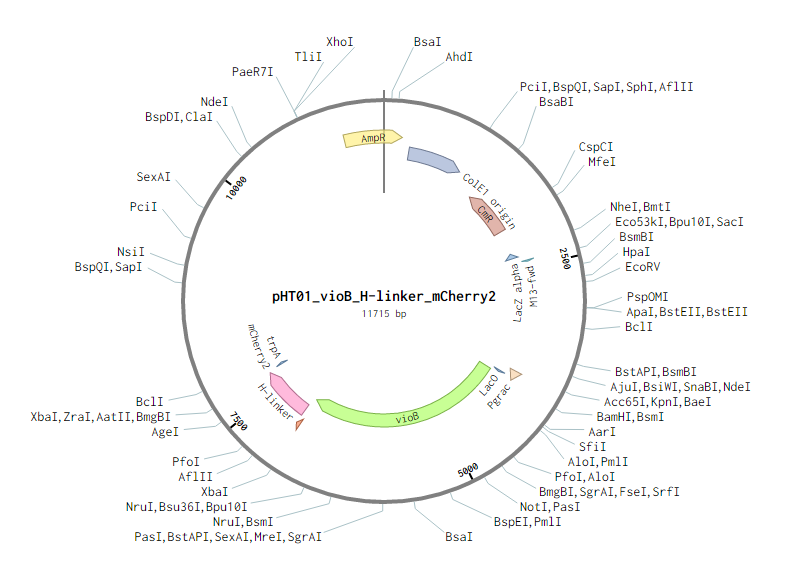 XhoI
BsaI
TliI
AhdI
PaeR7I
PciI,BspQI,SapI,SphI,AflII
NdeI
BsaBI
BspDI,ClaI
AmpR
CspCI
MfeI
SexAI
10000
ColE1 origin
CmR
PciI
NheI,BmtI
Eco53kI,Bpu10I,SacI
BsmBI
NsiI
HpaI
BspQI,SapI
2500
EcoRV
M13-fwd
LacZ alpha
pHT01_vioB_H-linker_mCherry2
PspOMI
11715 bp
ApaI,BstEII,BstEII
BclI
trpA
mCherry2
BstAPI,BsmBI
LacO
Pgrac
AjuI,BsiWI,SnaBI,NdeI
BclI
H-linker
Acc65I,KpnI,BaeI
XbaI,ZraI,AatII,BmgBI
vioB
BamHI,BsmI
AgeI
7500
AarI
SfiI
PfoI
AloI,PmlI
AflII
5000
PfoI,AloI
XbaI
BmgBI,SgrAI,FseI,SrfI
NruI,Bsu36I,Bpu10I
NotI,PasI
NruI,BsmI
BspEI,PmlI
PasI,BstAPI,SexAI,MreI,SgrAI
BsaI